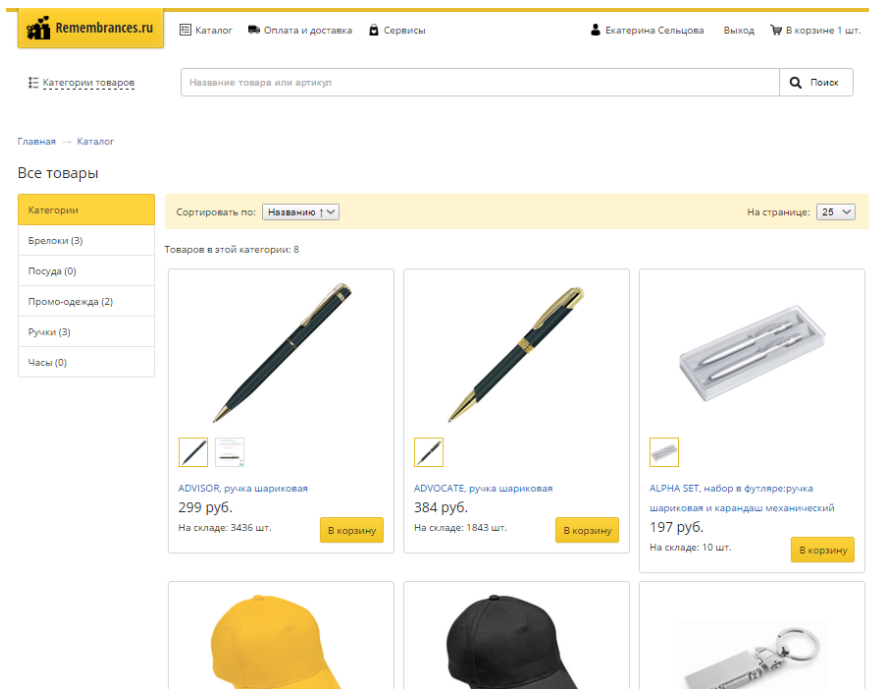 Remembrances.ru
Каталог
Оплата и доставка
Сервисы
Екатерина Сельцова
Выход
В корзине 1 шт.
Категории товаров
Название товара или артикул
Поиск
Главная → Каталог
Все товары
Категории
Брелоки (3)
Посуда (0)
Промо-одежда (2)
Ручки (3)
Часы (0)
Сортировать по: Названию ↑
На странице: 25
Товаров в этой категории: 8
ADVISOR, ручка шариковая
299 руб.
На складе: 3436 шт.
В корзину
ADVOCATE, ручка шариковая
384 руб.
На складе: 1843 шт.
В корзину
ALPHA SET, набор в футляре:ручка
шариковая и карандаш механический
197 руб.
На складе: 10 шт.
В корзину